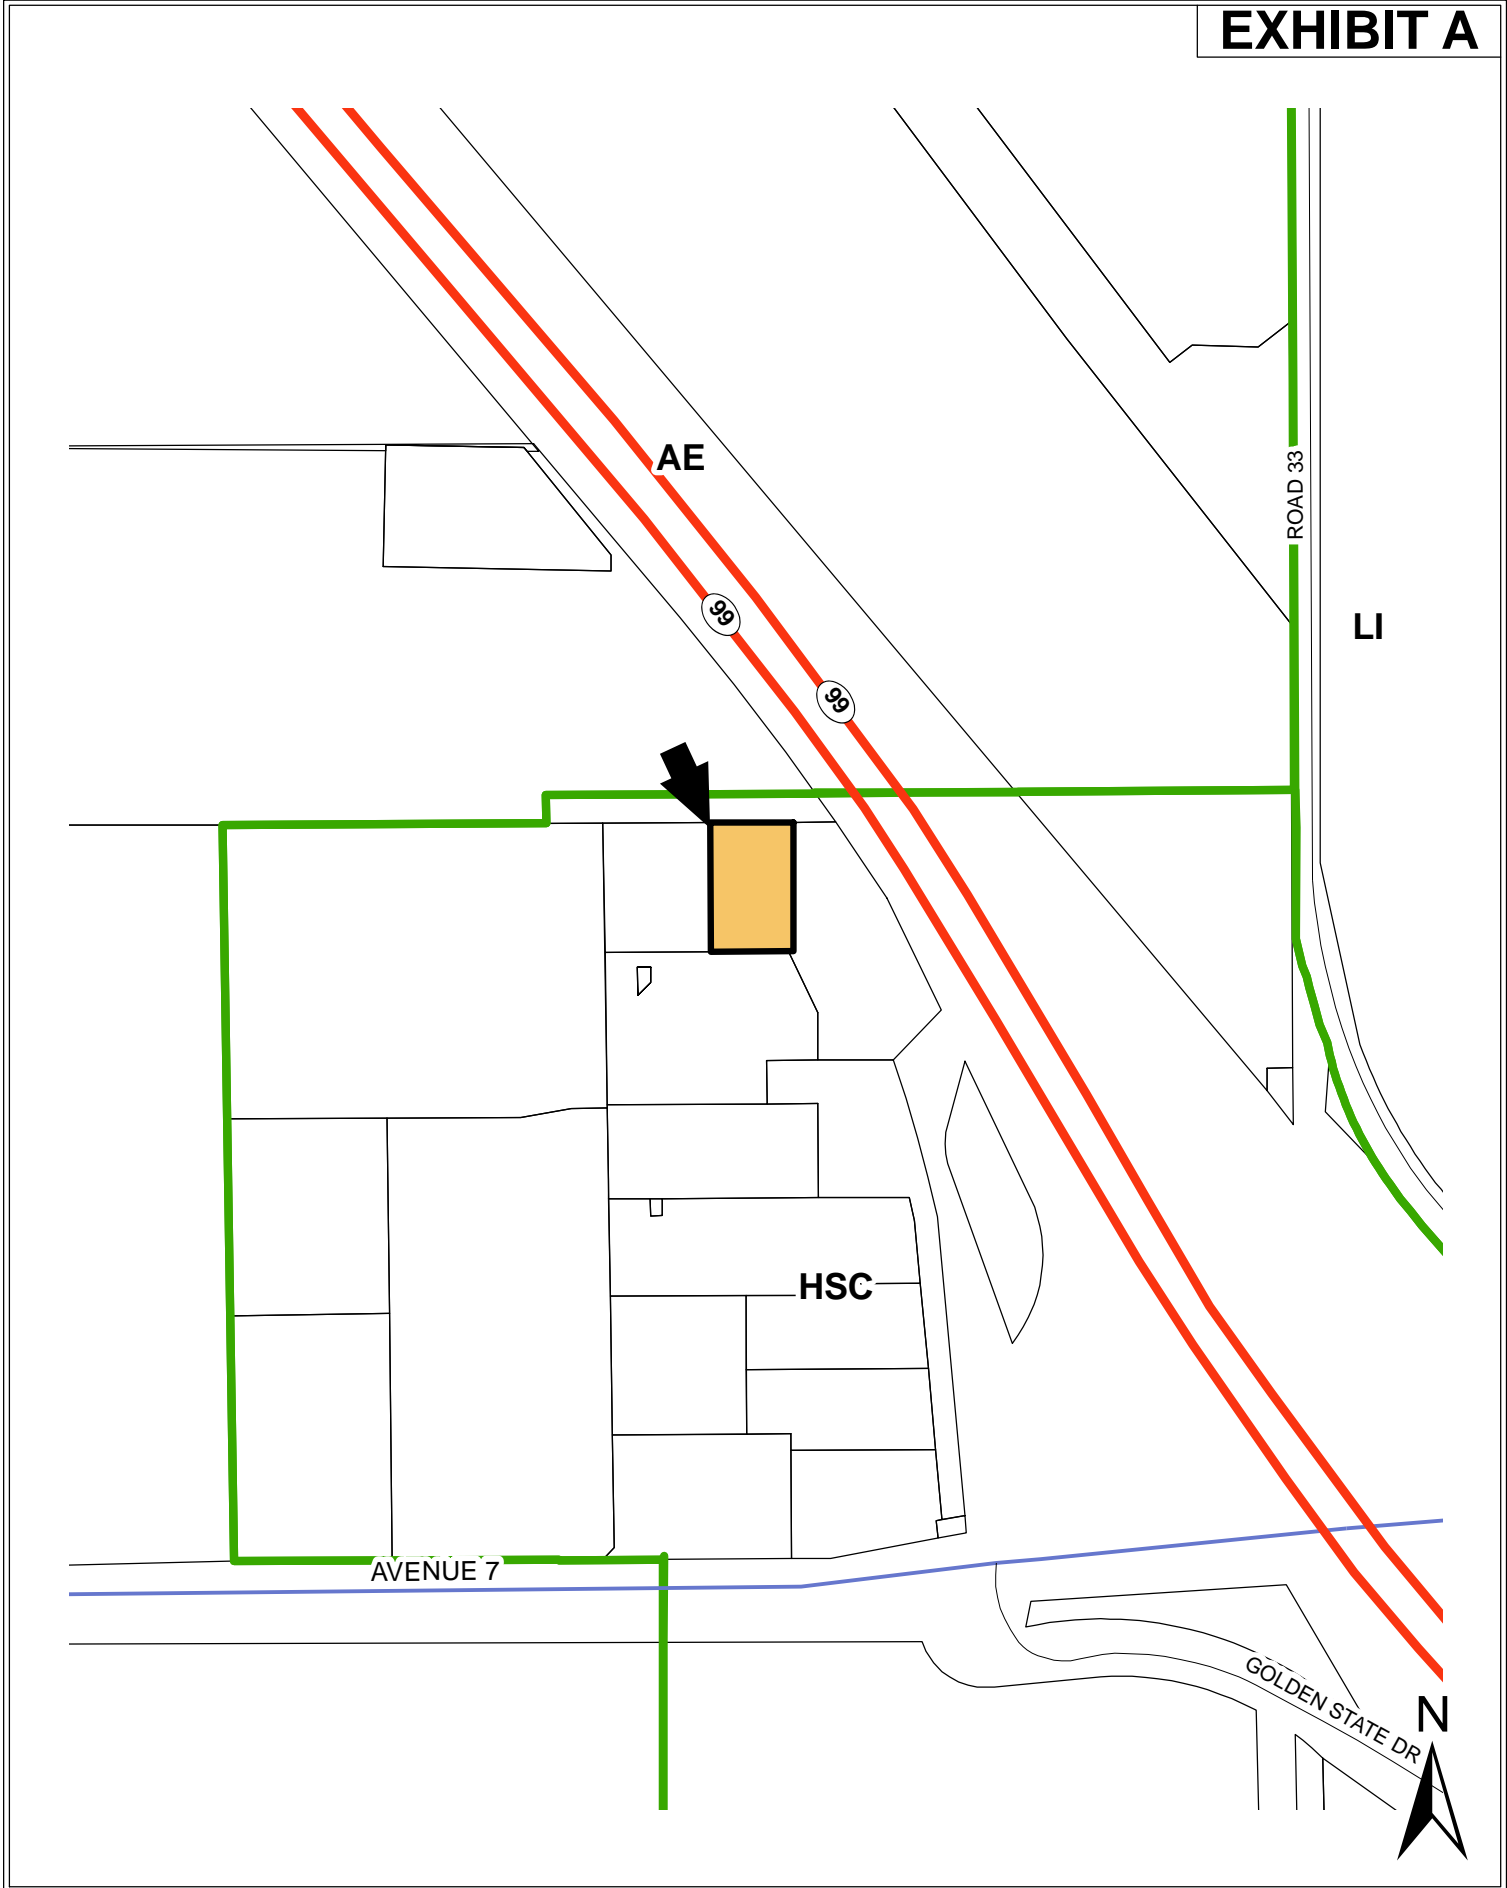 EXHIBIT A
AE
ROAD 33
99
LI
99
HSC
AVENUE 7
GOLDEN STATE DR
N